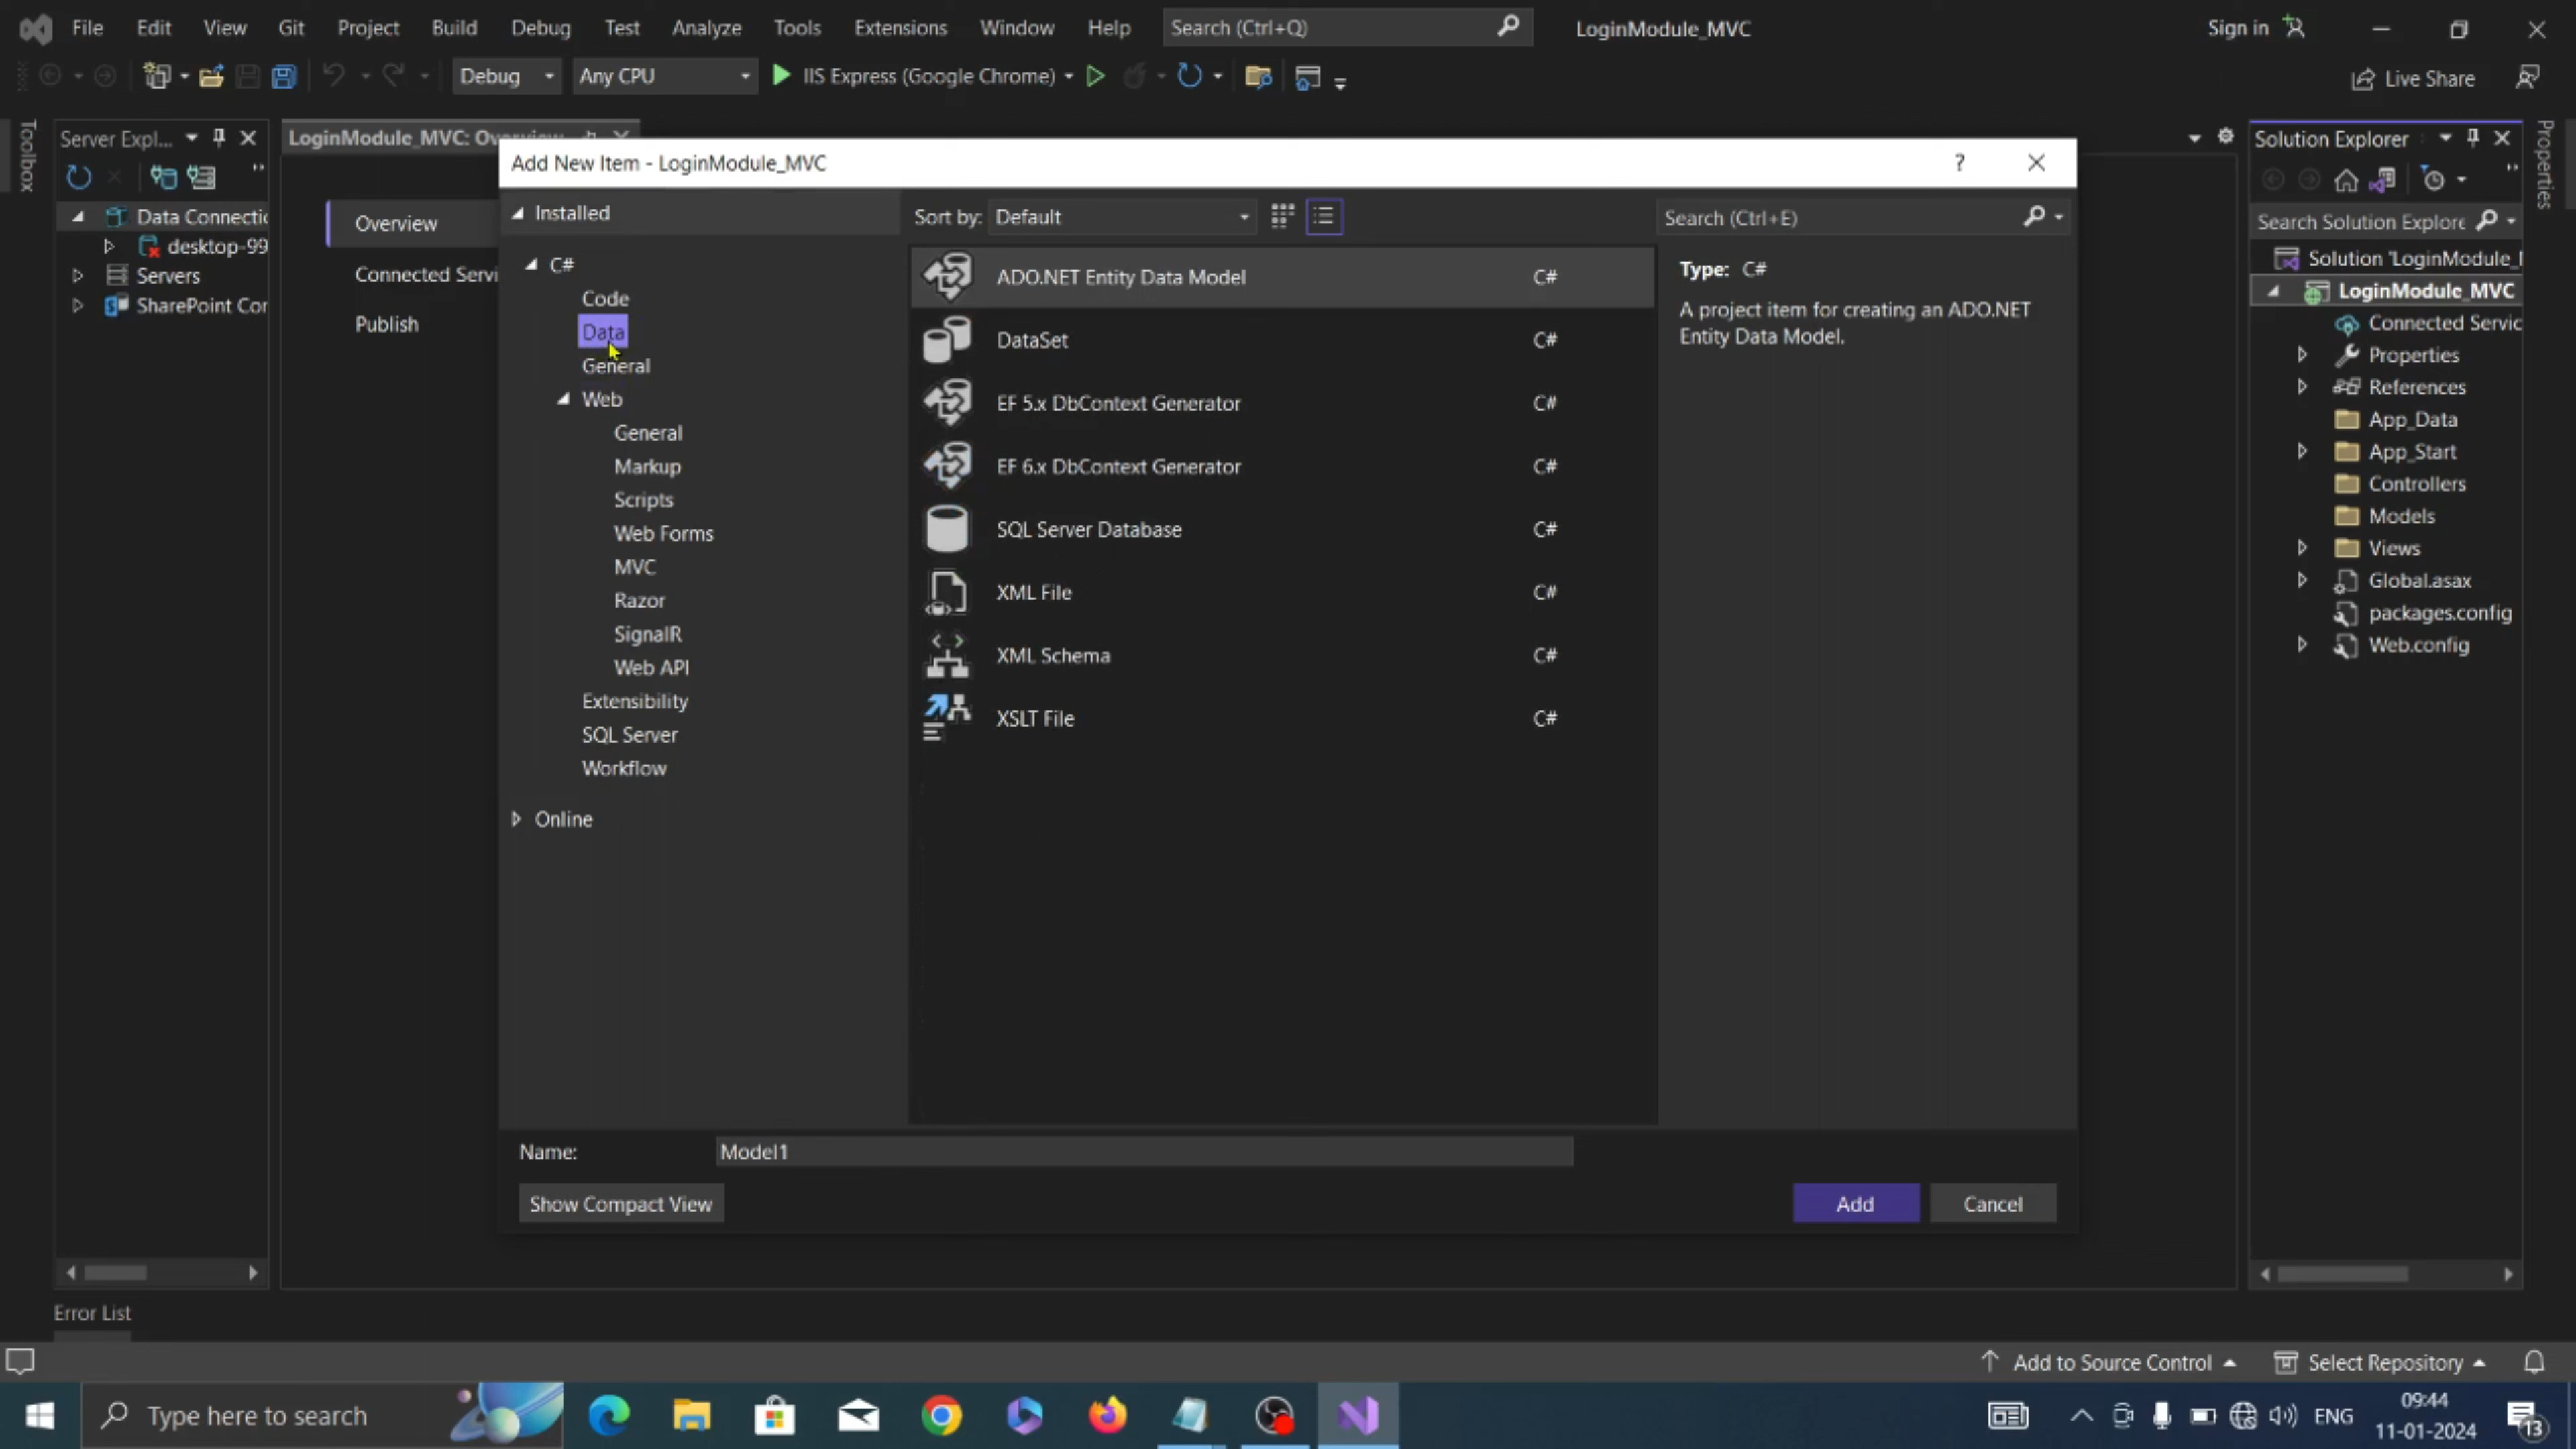 File Edit View Git Project Build Debug Test Analyze Tools Extensions Window Help Search (Ctrl+Q) LoginModule_MVC Sign in
Debug Any CPU IIS Express (Google Chrome) Live Share
Toolbox
Server Expl...
Data Connectic
desktop-99
Servers
SharePoint Cor
LoginModule_MVC: Overview
Overview
Connected Servi
Publish
Add New Item - LoginModule_MVC ?
Installed
C#
Code
Data
General
Web
General
Markup
Scripts
Web Forms
MVC
Razor
SignalR
Web API
Extensibility
SQL Server
Workflow
Online
Sort by: Default
ADO.NET Entity Data Model C#
DataSet C#
EF 5.x DbContext Generator C#
EF 6.x DbContext Generator C#
SQL Server Database C#
XML File C#
XML Schema C#
XSLT File C#
Search (Ctrl+E)
Type: C#
A project item for creating an ADO.NET
Entity Data Model.
Name: Model1
Show Compact View Add Cancel
Solution Explorer
Search Solution Explore
Solution 'LoginModule_
LoginModule_MVC
Connected Servic
Properties
References
App_Data
App_Start
Controllers
Models
Views
Global.asax
packages.config
Web.config
Properties
Error List
Add to Source Control Select Repository
Type here to search
ENG
09:44
11-01-2024
13